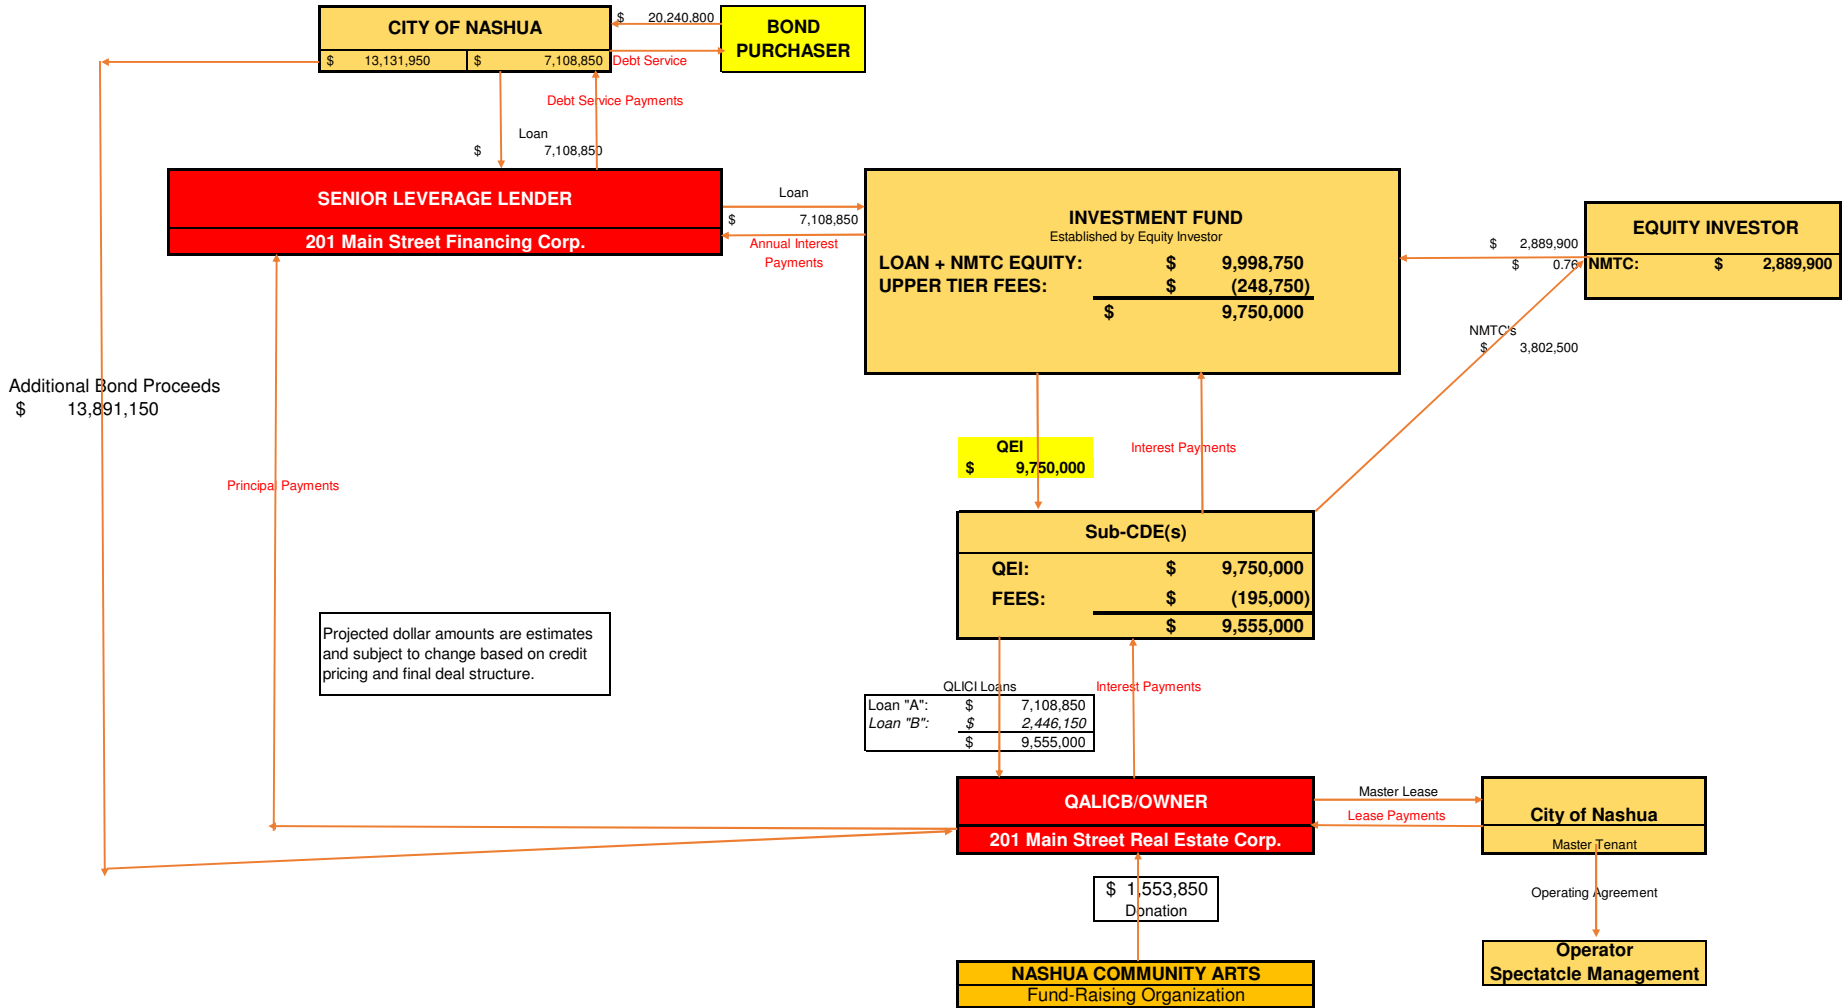 CITY OF NASHUA
$ 13,131,950 $ 7,108,850
$ 20,240,800
Debt Service
BOND
PURCHASER
Debt Service Payments
Loan
$ 7,108,850
SENIOR LEVERAGE LENDER
201 Main Street Financing Corp.
Loan
$ 7,108,850
Annual Interest
Payments
INVESTMENT FUND
Established by Equity Investor
LOAN + NMTC EQUITY: $ 9,998,750
UPPER TIER FEES: $ (248,750)
$ 9,750,000
$ 2,889,900
$ 0.76
EQUITY INVESTOR
NMTC: $ 2,889,900
NMTC's
$ 3,802,500
Additional Bond Proceeds
$ 13,891,150
Principal Payments
QEI
$ 9,750,000
Interest Payments
Sub-CDE(s)
QEI: $ 9,750,000
FEES: $ (195,000)
$ 9,555,000
Projected dollar amounts are estimates
and subject to change based on credit
pricing and final deal structure.
QLICI Loans
Loan "A": $ 7,108,850
Loan "B": $ 2,446,150
$ 9,555,000
Interest Payments
QALICB/OWNER
201 Main Street Real Estate Corp.
Master Lease
Lease Payments
City of Nashua
Master Tenant
$ 1,553,850
Donation
Operating Agreement
NASHUA COMMUNITY ARTS
Fund-Raising Organization
Operator
Spectatcle Management